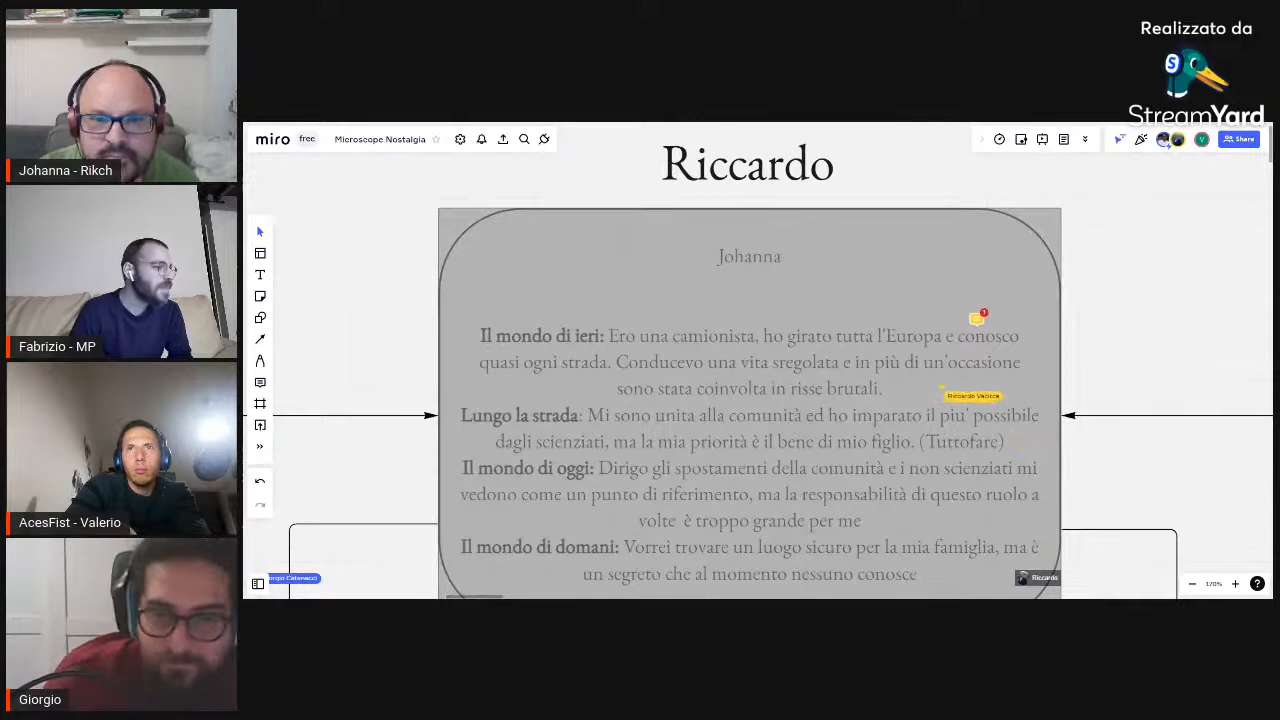 Realizzato da
S
StreamYard
miro free Microscope Nostalgia
V
Share
Riccardo
Johanna
1
Il mondo di ieri: Ero una camionista, ho girato tutta l'Europa e conosco
quasi ogni strada. Conducevo una vita sregolata e in più di un'occasione
sono stata coinvolta in risse brutali.
Riccardo Vacirca
Lungo la strada: Mi sono unita alla comunità ed ho imparato il piu' possibile
dagli scienziati, ma la mia priorità è il bene di mio figlio. (Tuttofare)
Il mondo di oggi: Dirigo gli spostamenti della comunità e i non scienziati mi
vedono come un punto di riferimento, ma la responsabilità di questo ruolo a
volte è troppo grande per me
Il mondo di domani: Vorrei trovare un luogo sicuro per la mia famiglia, ma è
un segreto che al momento nessuno conosce
Riccardo
170%
?
Johanna - Rikch
Fabrizio - MP
AcesFist - Valerio
Giorgio